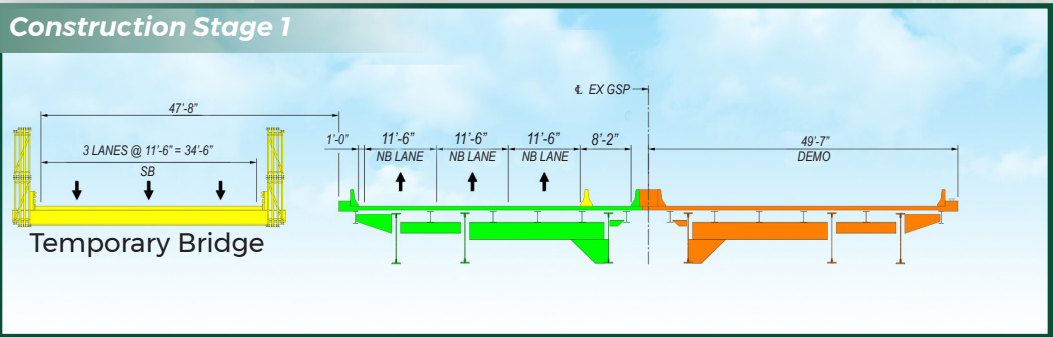 Construction Stage 1
℄ EX GSP
47'-8"
1'-0"
11'-6"
NB LANE
11'-6"
NB LANE
11'-6"
NB LANE
8'-2"
49'-7"
DEMO
3 LANES @ 11'-6" = 34'-6"
SB
Temporary Bridge